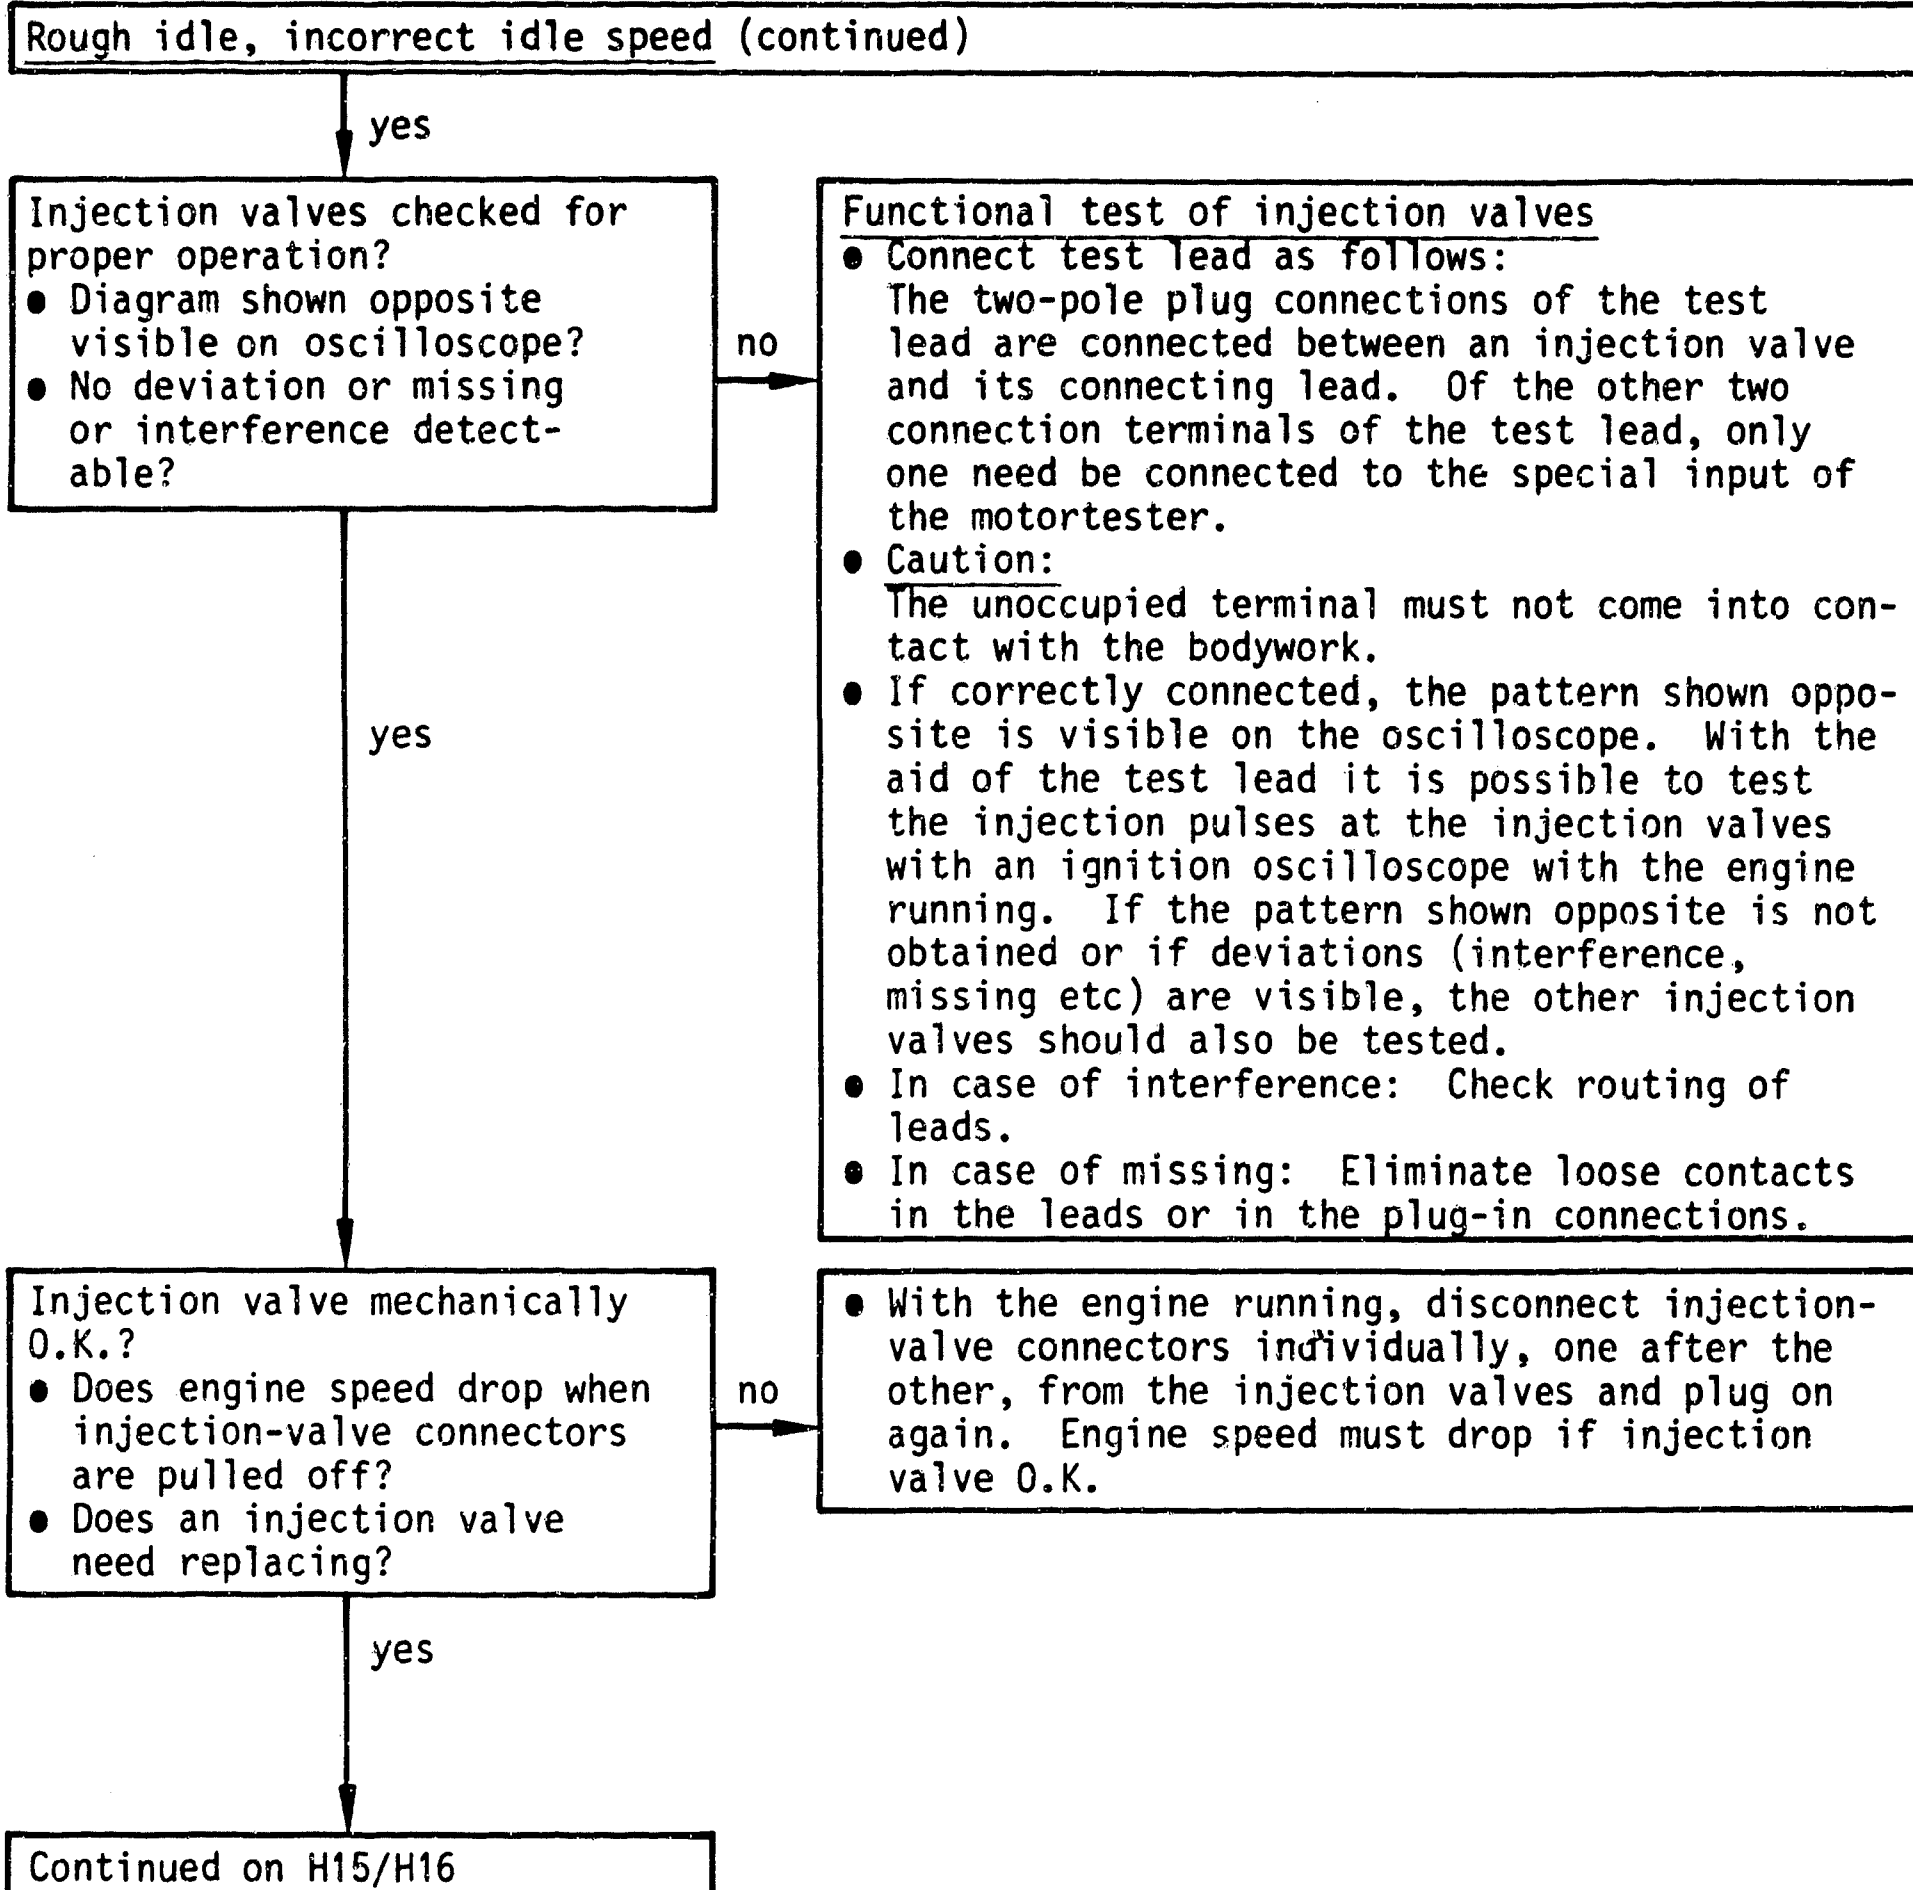 Rough idle, incorrect idle speed (continued)
yes
Injection valves checked for
proper operation?
● Diagram shown opposite
visible on oscilloscope?
● No deviation or missing
or interference detect-
able?
no
Functional test of injection valves
● Connect test lead as follows:
The two-pole plug connections of the test
lead are connected between an injection valve
and its connecting lead. Of the other two
connection terminals of the test lead, only
one need be connected to the special input of
the motortester.
● Caution:
The unoccupied terminal must not come into con-
tact with the bodywork.
● If correctly connected, the pattern shown oppo-
site is visible on the oscilloscope. With the
aid of the test lead it is possible to test
the injection pulses at the injection valves
with an ignition oscilloscope with the engine
running. If the pattern shown opposite is not
obtained or if deviations (interference,
missing etc) are visible, the other injection
valves should also be tested.
● In case of interference: Check routing of
leads.
● In case of missing: Eliminate loose contacts
in the leads or in the plug-in connections.
yes
Injection valve mechanically
O.K.?
● Does engine speed drop when
injection-valve connectors
are pulled off?
● Does an injection valve
need replacing?
no
● With the engine running, disconnect injection-
valve connectors individually, one after the
other, from the injection valves and plug on
again. Engine speed must drop if injection
valve O.K.
yes
Continued on H15/H16